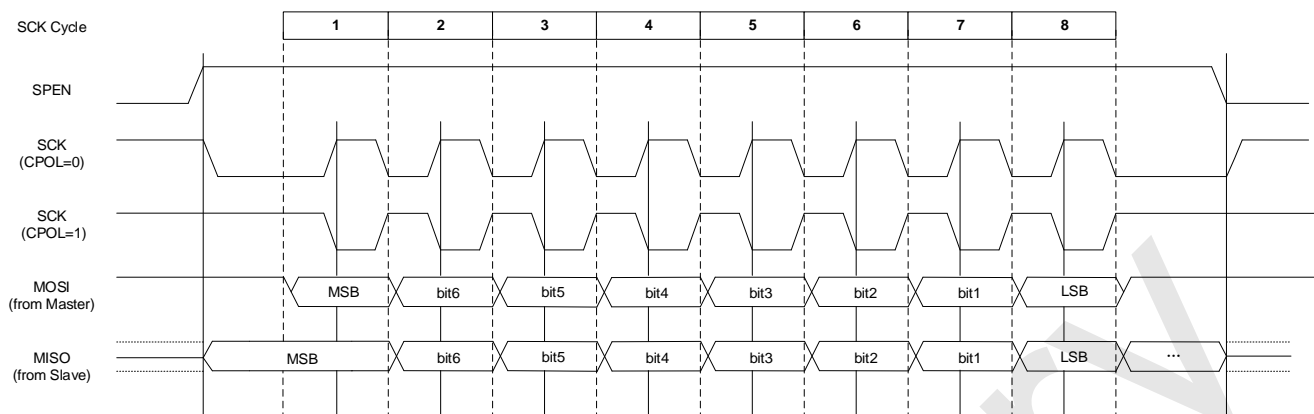 SCK Cycle 1 2 3 4 5 6 7 8
SPEN
SCK
(CPOL=0)
SCK
(CPOL=1)
MOSI
(from Master)
MSB bit6 bit5 bit4 bit3 bit2 bit1 LSB
MISO
(from Slave)
MSB bit6 bit5 bit4 bit3 bit2 bit1 LSB ...